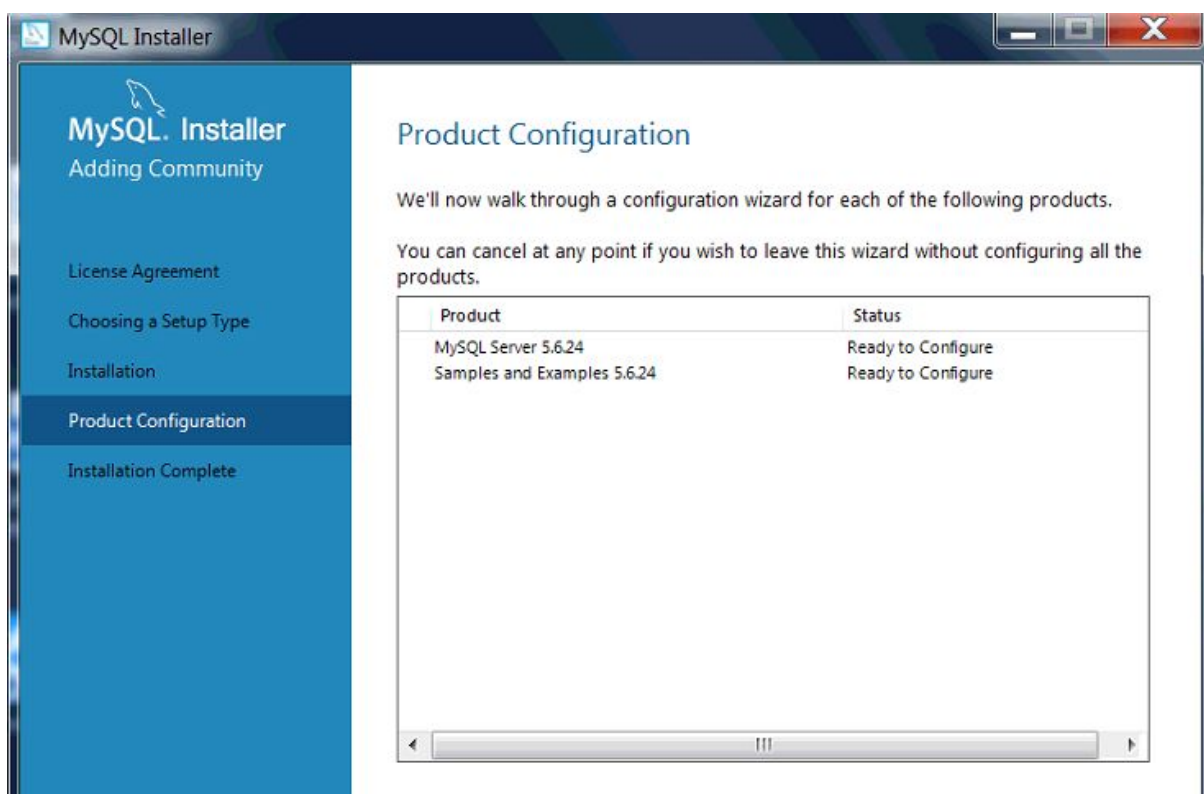 MySQL Installer
MySQL. Installer
Adding Community
License Agreement
Choosing a Setup Type
Installation
Product Configuration
Installation Complete
Product Configuration
We'll now walk through a configuration wizard for each of the following products.
You can cancel at any point if you wish to leave this wizard without configuring all the
products.
Product Status
MySQL Server 5.6.24 Ready to Configure
Samples and Examples 5.6.24 Ready to Configure